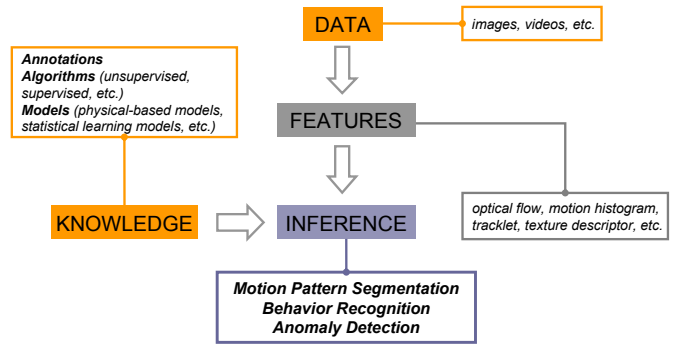 DATA
images, videos, etc.
Annotations
Algorithms (unsupervised,
supervised, etc.)
Models (physical-based models,
statistical learning models, etc.)
FEATURES
KNOWLEDGE
INFERENCE
optical flow, motion histogram,
tracklet, texture descriptor, etc.
Motion Pattern Segmentation
Behavior Recognition
Anomaly Detection